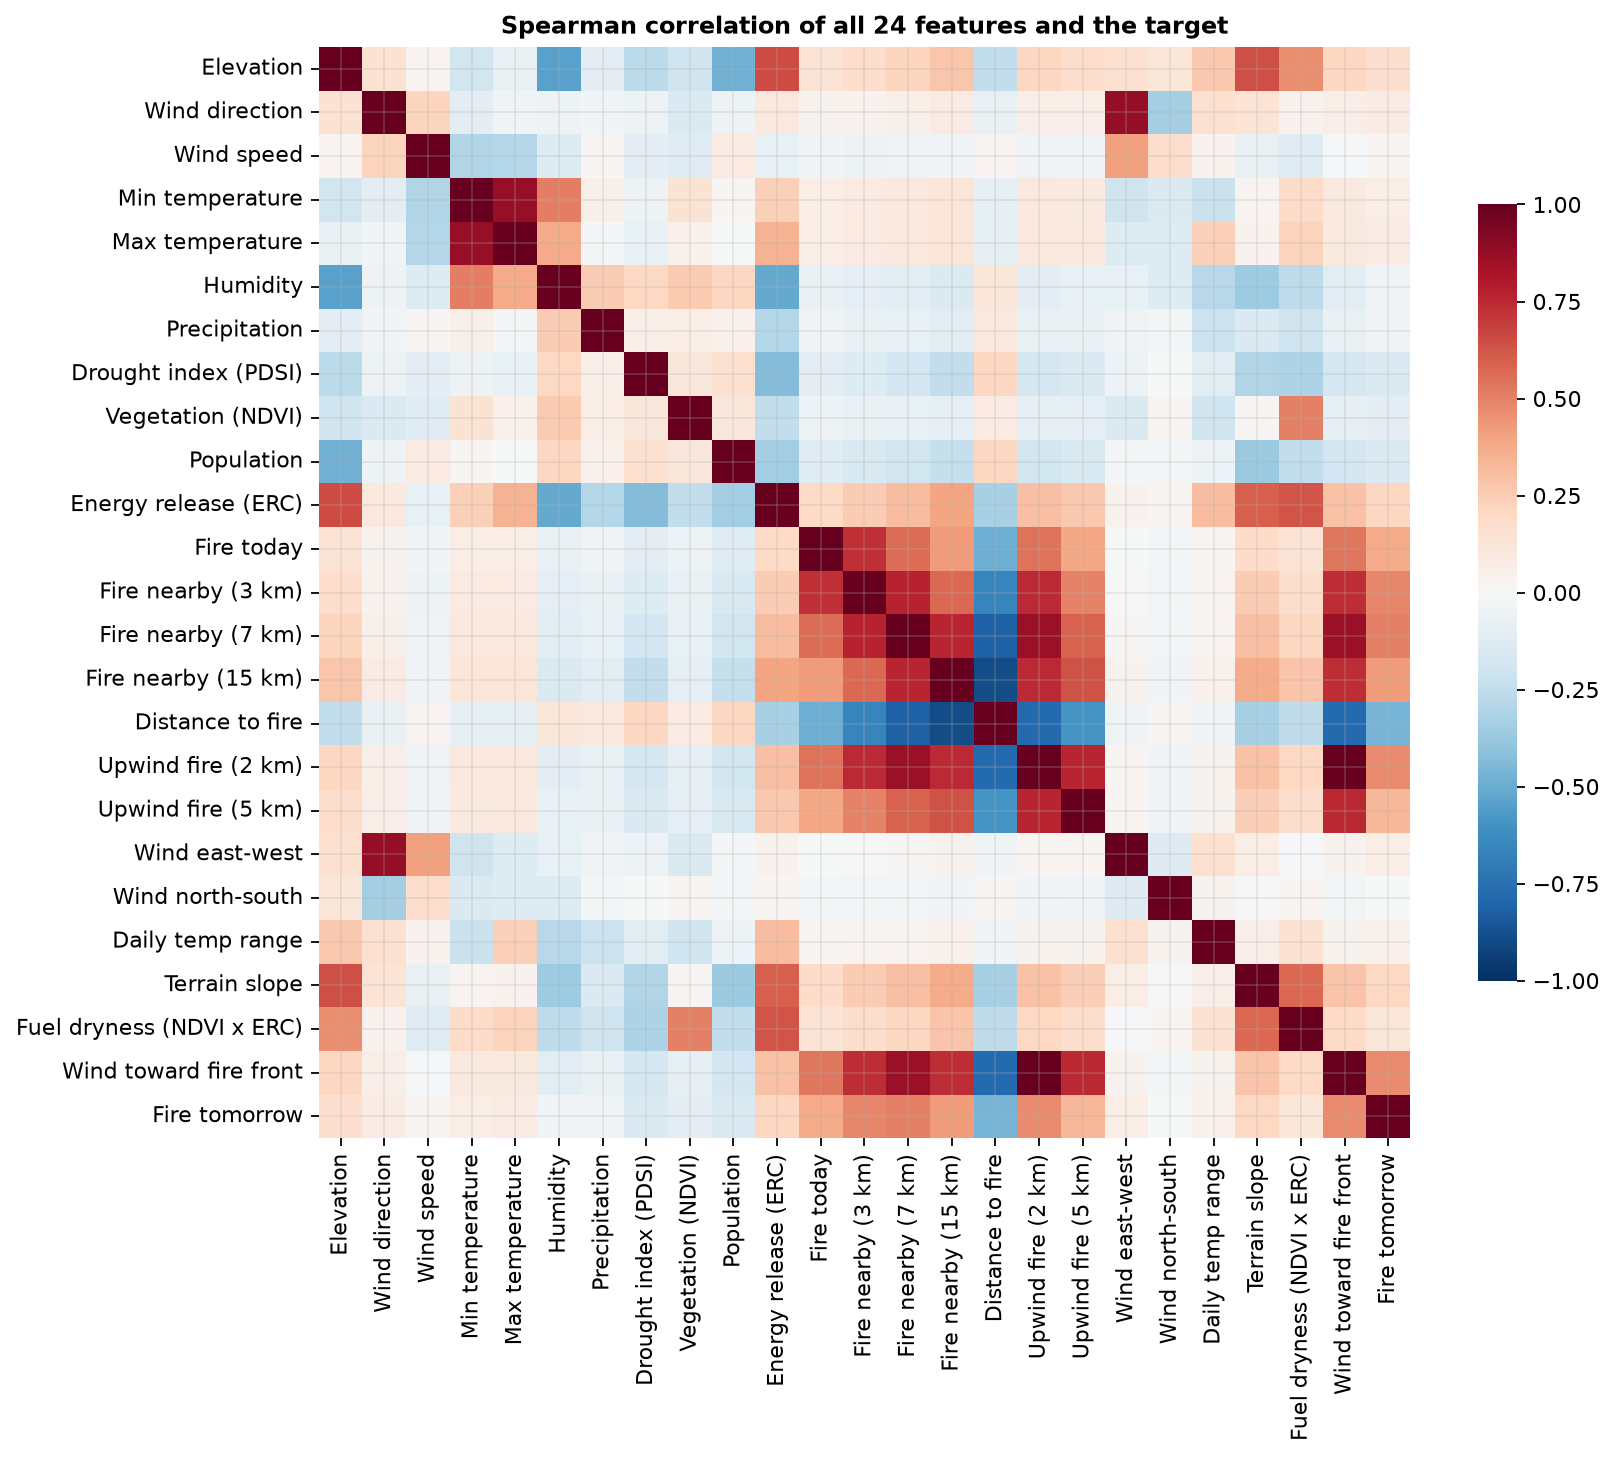 Spearman correlation of all 24 features and the target
Elevation
Wind direction
Wind speed
Min temperature
Max temperature
Humidity
Precipitation
Drought index (PDSI)
Vegetation (NDVI)
Population
Energy release (ERC)
Fire today
Fire nearby (3 km)
Fire nearby (7 km)
Fire nearby (15 km)
Distance to fire
Upwind fire (2 km)
Upwind fire (5 km)
Wind east-west
Wind north-south
Daily temp range
Terrain slope
Fuel dryness (NDVI x ERC)
Wind toward fire front
Fire tomorrow
Elevation
Wind direction
Wind speed
Min temperature
Max temperature
Humidity
Precipitation
Drought index (PDSI)
Vegetation (NDVI)
Population
Energy release (ERC)
Fire today
Fire nearby (3 km)
Fire nearby (7 km)
Fire nearby (15 km)
Distance to fire
Upwind fire (2 km)
Upwind fire (5 km)
Wind east-west
Wind north-south
Daily temp range
Terrain slope
Fuel dryness (NDVI x ERC)
Wind toward fire front
Fire tomorrow
1.00
0.75
0.50
0.25
0.00
−0.25
−0.50
−0.75
−1.00